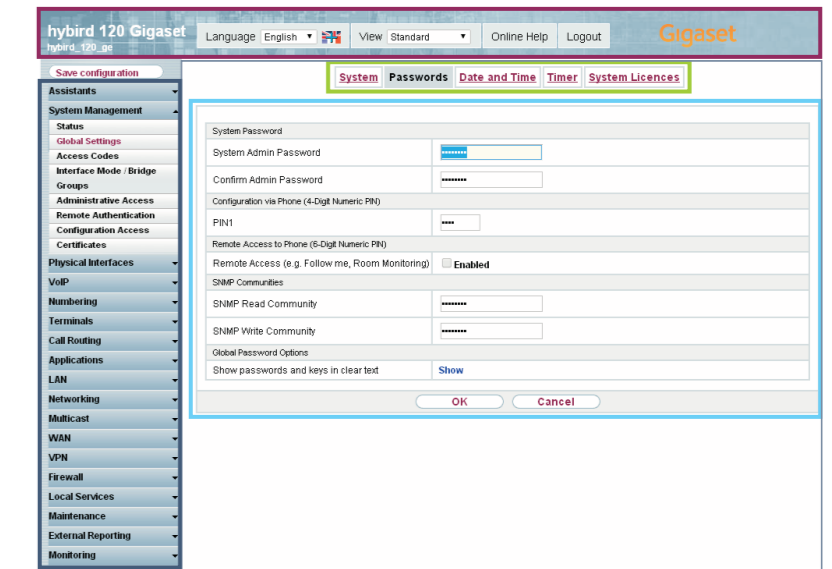 hybird 120 Gigaset
hybird_120_ge
Language English View Standard Online Help Logout
Gigaset
Save configuration
Assistants
System Management
Status
Global Settings
Access Codes
Interface Mode / Bridge
Groups
Administrative Access
Remote Authentication
Configuration Access
Certificates
Physical Interfaces
VoIP
Numbering
Terminals
Call Routing
Applications
LAN
Networking
Multicast
WAN
VPN
Firewall
Local Services
Maintenance
External Reporting
Monitoring
System Passwords Date and Time Timer System Licences
System Password
System Admin Password ••••••••
Confirm Admin Password ••••••••
Configuration via Phone (4-Digit Numeric PIN)
PIN1 ••••
Remote Access to Phone (6-Digit Numeric PIN)
Remote Access (e.g. Follow me, Room Monitoring) Enabled
SNMP Communities
SNMP Read Community ••••••••
SNMP Write Community ••••••••
Global Password Options
Show passwords and keys in clear text Show
OK Cancel